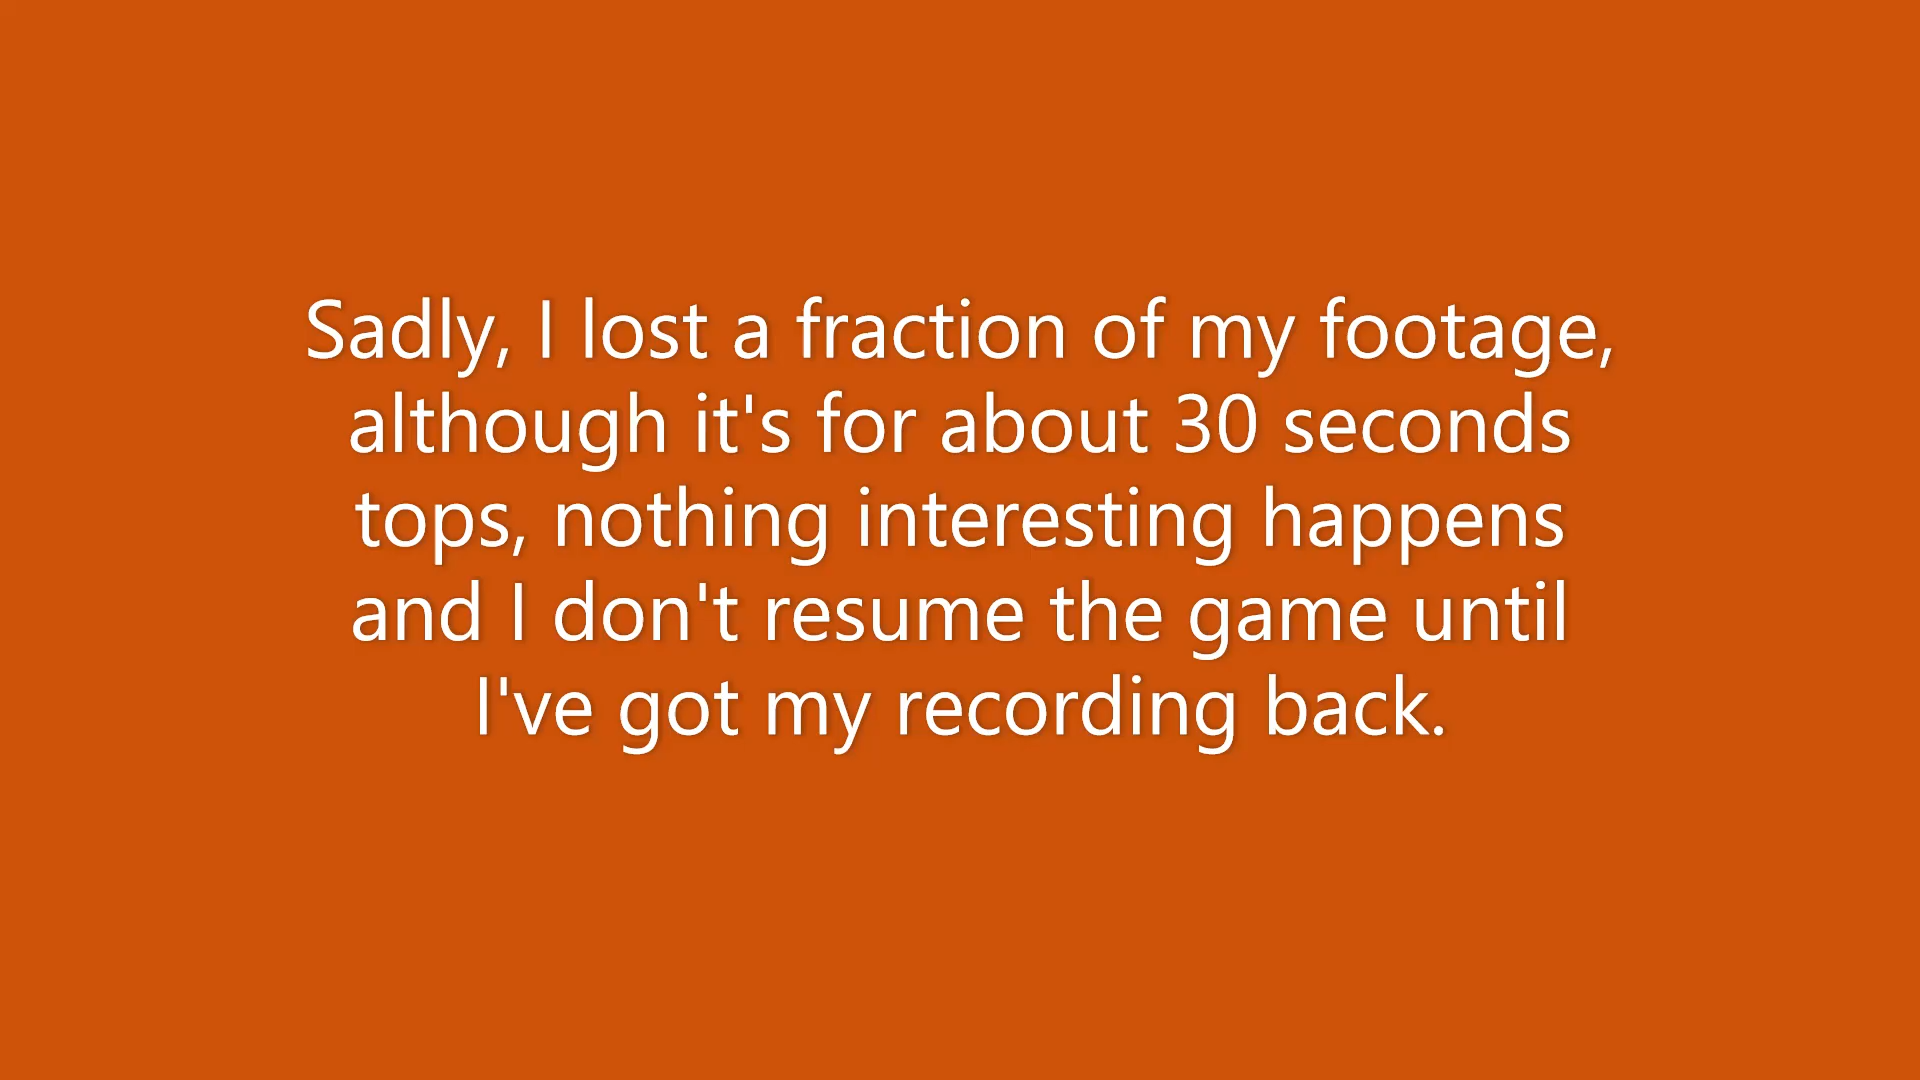 Sadly, I lost a fraction of my footage,
although it's for about 30 seconds
tops, nothing interesting happens
and I don't resume the game until
I've got my recording back.